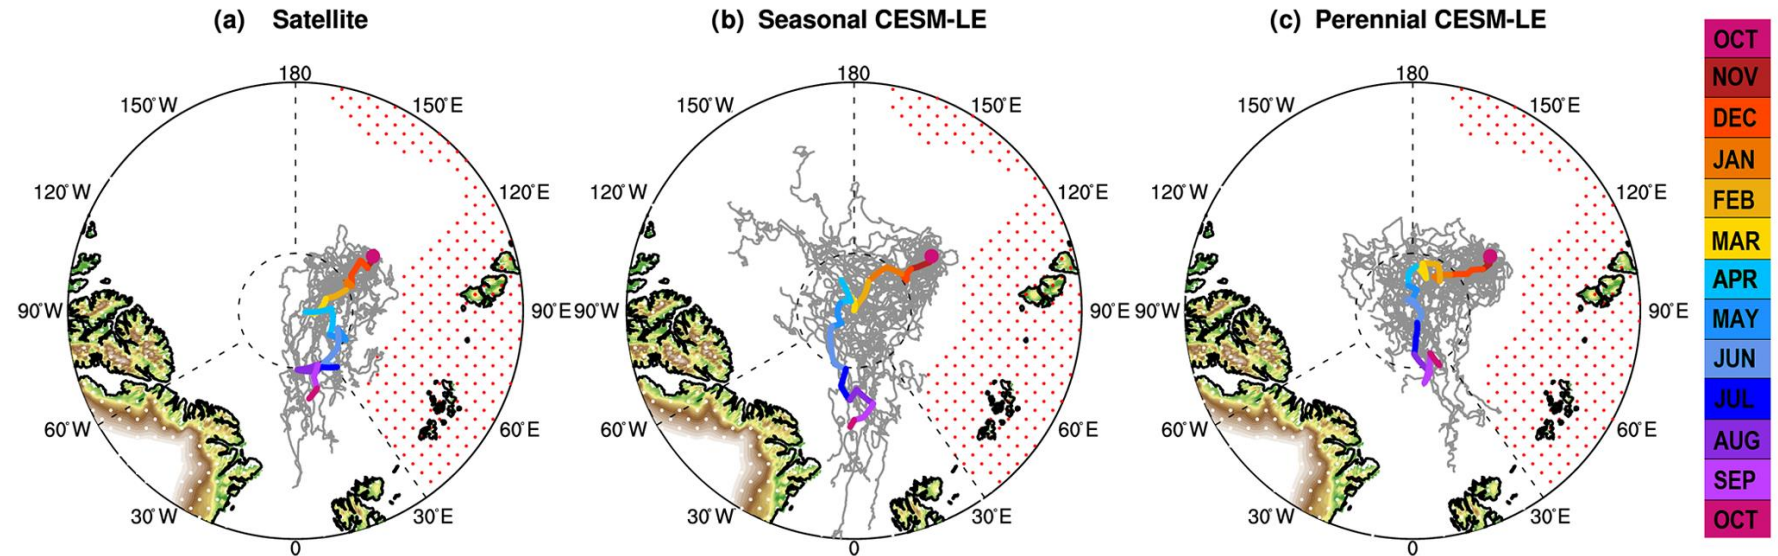 (a) Satellite
(b) Seasonal CESM-LE
(c) Perennial CESM-LE
180
150°W
150°E
120°W
120°E
90°W
90°E
60°W
60°E
30°W
30°E
0
180
150°W
150°E
120°W
120°E
90°W
90°E
60°W
60°E
30°W
30°E
0
180
150°W
150°E
120°W
120°E
90°W
90°E
60°W
60°E
30°W
30°E
0
OCT
NOV
DEC
JAN
FEB
MAR
APR
MAY
JUN
JUL
AUG
SEP
OCT